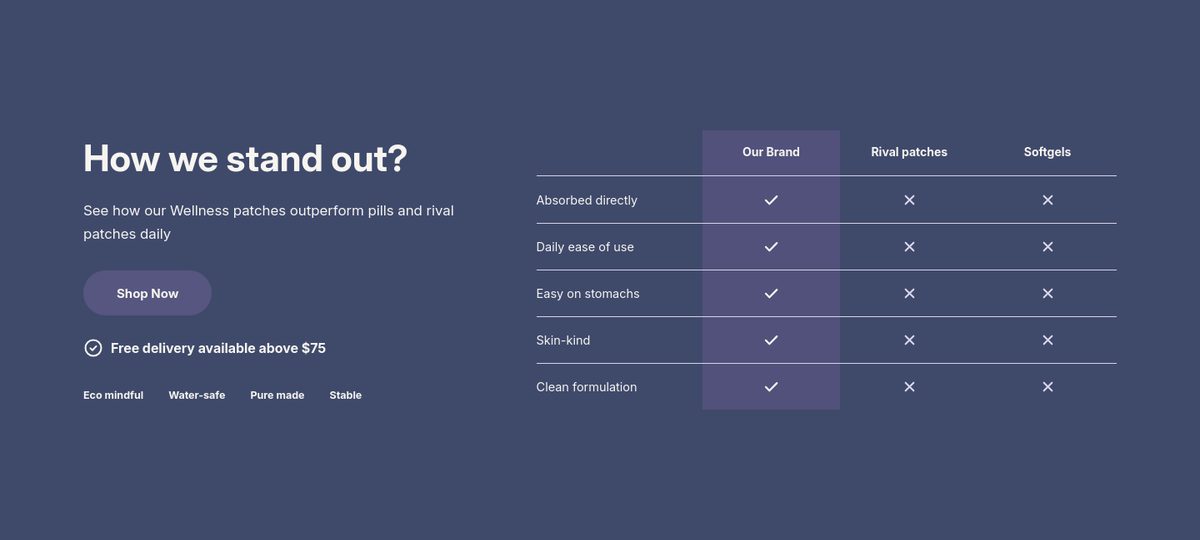 How we stand out?
See how our Wellness patches outperform pills and rival
patches daily
Shop Now
Free delivery available above $75
Eco mindful Water-safe Pure made Stable
Our Brand Rival patches Softgels
Absorbed directly
Daily ease of use
Easy on stomachs
Skin-kind
Clean formulation